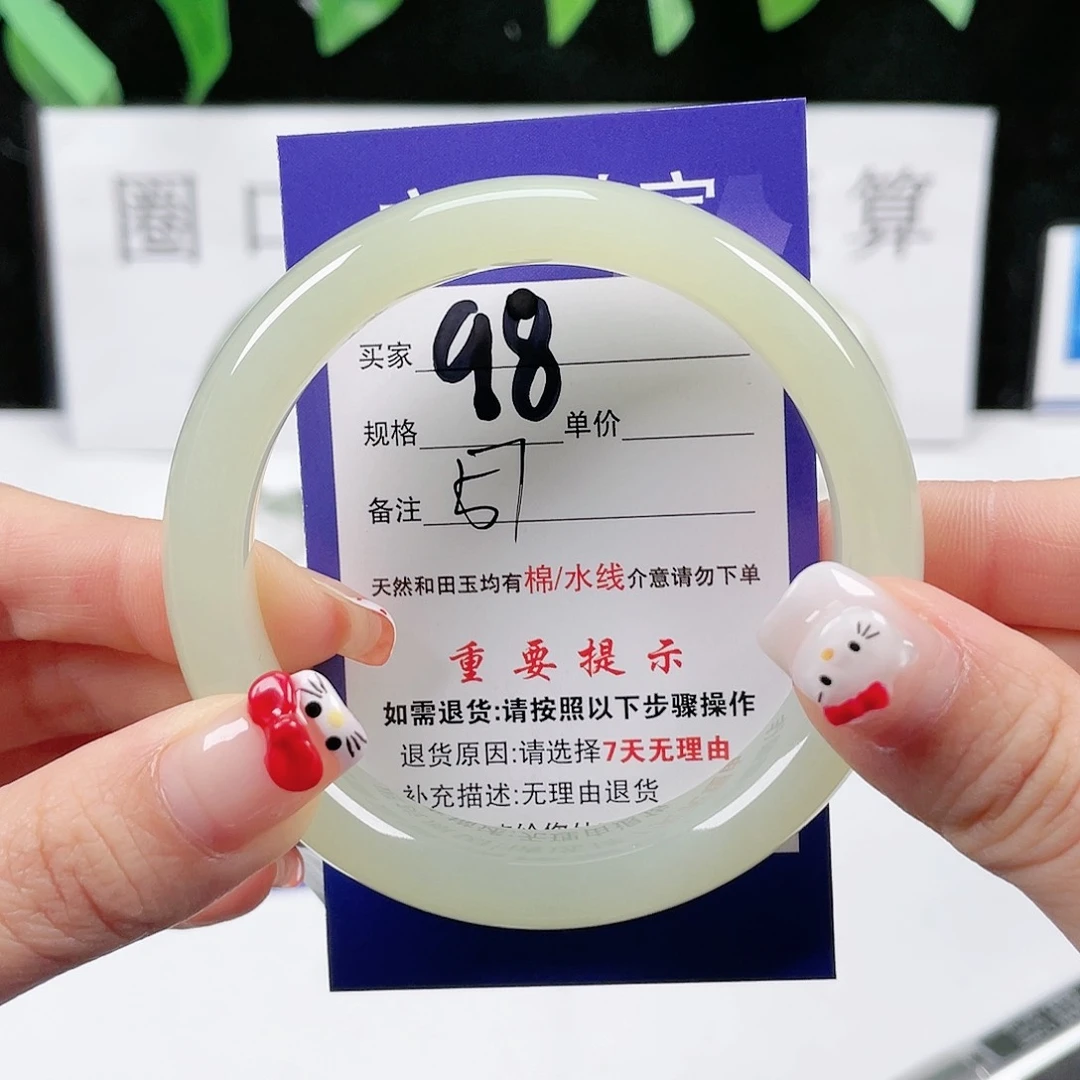 圈口 算
买家 98
规格 单价
备注 57
天然和田玉均有棉/水线介意请勿下单
重要提示
如需退货:请按照以下步骤操作
退货原因:请选择7天无理由
补充描述:无理由退货